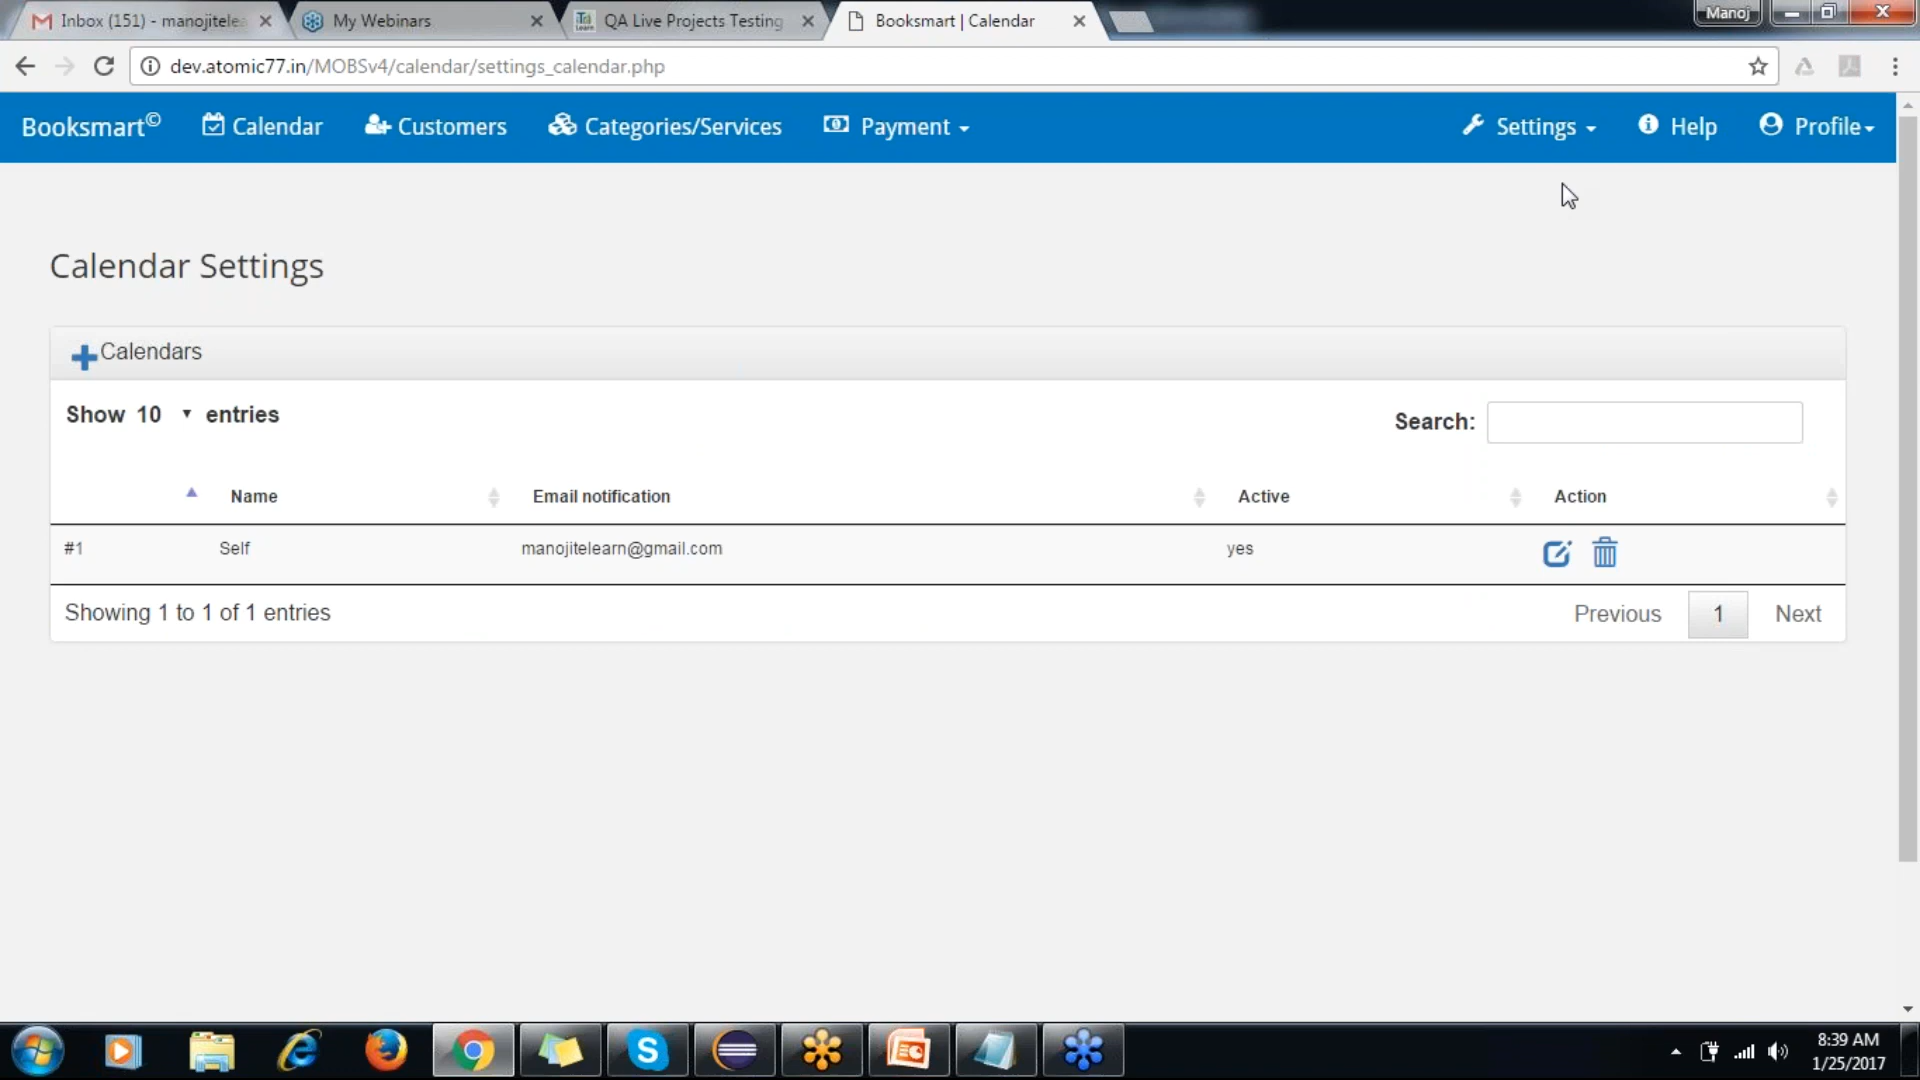 Inbox (151) - manojitelea
My Webinars
QA Live Projects Testing
Booksmart | Calendar
Manoj
dev.atomic77.in/MOBSv4/calendar/settings_calendar.php
Booksmart©
Calendar
Customers
Categories/Services
Payment
Settings
Help
Profile
Calendar Settings
Calendars
Show 10 entries
Search:
Name Email notification Active Action
#1 Self manojitelearn@gmail.com yes
Showing 1 to 1 of 1 entries
Previous 1 Next
8:39 AM
1/25/2017